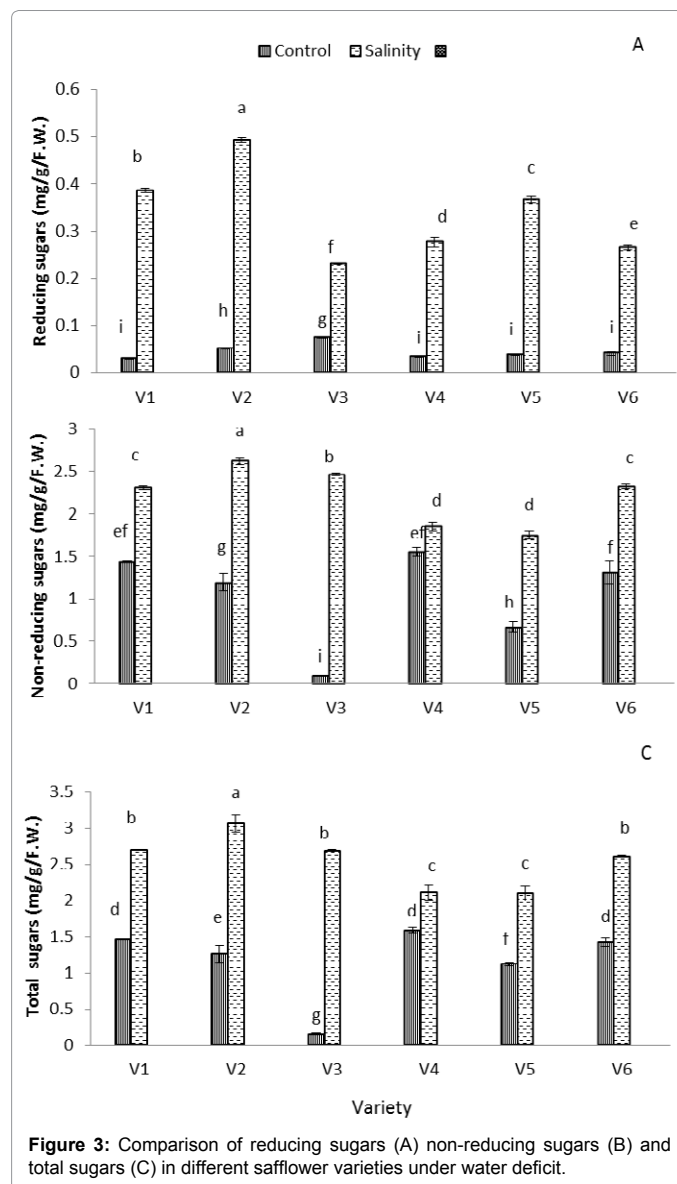 A
Control Salinity
Reducing sugars (mg/g/F.W.)
0.6
0.5
0.4
0.3
0.2
0.1
0
b
a
f
d
c
e
i
h
g
i
i
i
V1 V2 V3 V4 V5 V6
Non-reducing sugars (mg/g/F.W.)
3
2.5
2
1.5
1
0.5
0
c
a
b
d
d
c
ef
g
i
ef
h
f
V1 V2 V3 V4 V5 V6
C
Total sugars (mg/g/F.W.)
3.5
3
2.5
2
1.5
1
0.5
0
b
a
b
c
c
b
d
e
g
d
f
d
V1 V2 V3 V4 V5 V6
Variety
Figure 3: Comparison of reducing sugars (A) non-reducing sugars (B) and
total sugars (C) in different safflower varieties under water deficit.